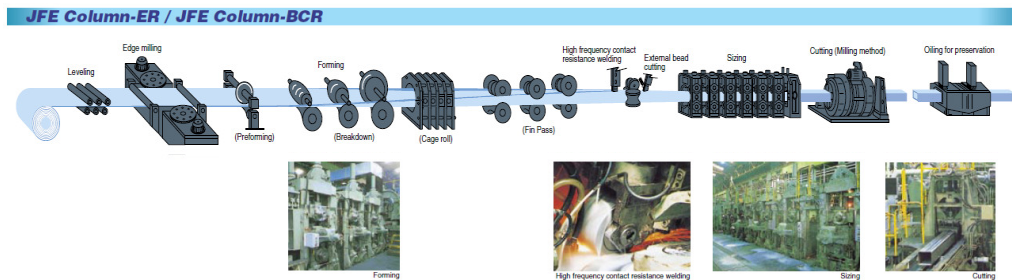 JFE Column-ER / JFE Column-BCR
Leveling
Edge milling
(Preforming)
Forming
(Breakdown)
(Cage roll)
(Fin Pass)
High frequency contact
resistance welding
External bead
cutting
Sizing
Cutting (Milling method)
Oiling for preservation
Forming
High frequency contact resistance welding
Sizing
Cutting